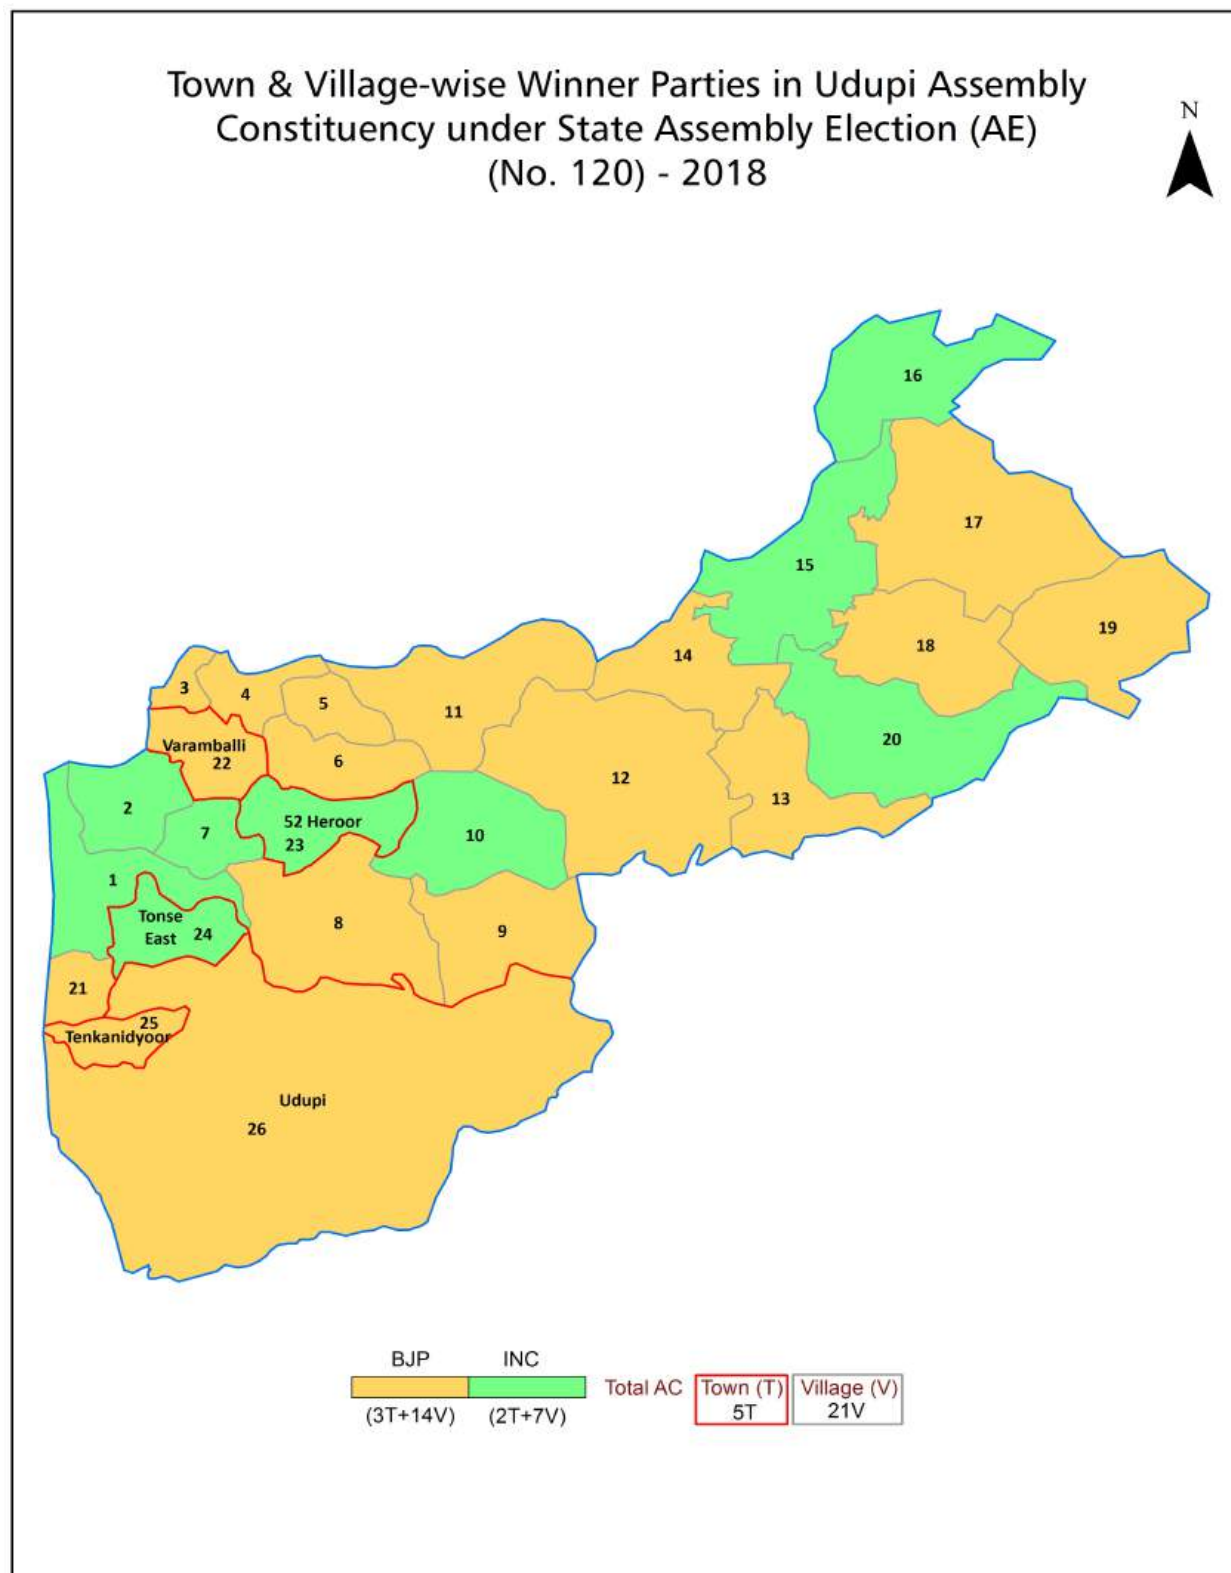 Town & Village-wise Winner Parties in Udupi Assembly
Constituency under State Assembly Election (AE)
(No. 120) - 2018
N
16
17
15
19
18
14
3
4
5
11
20
Varamballi
22
6
12
13
2
52 Heroor
7
10
23
1
Tonse
8
9
24
East
21
25
Tenkanidyoor
Udupi
26
BJP INC
Total AC Town (T) Village (V)
(3T+14V) (2T+7V) 5T 21V